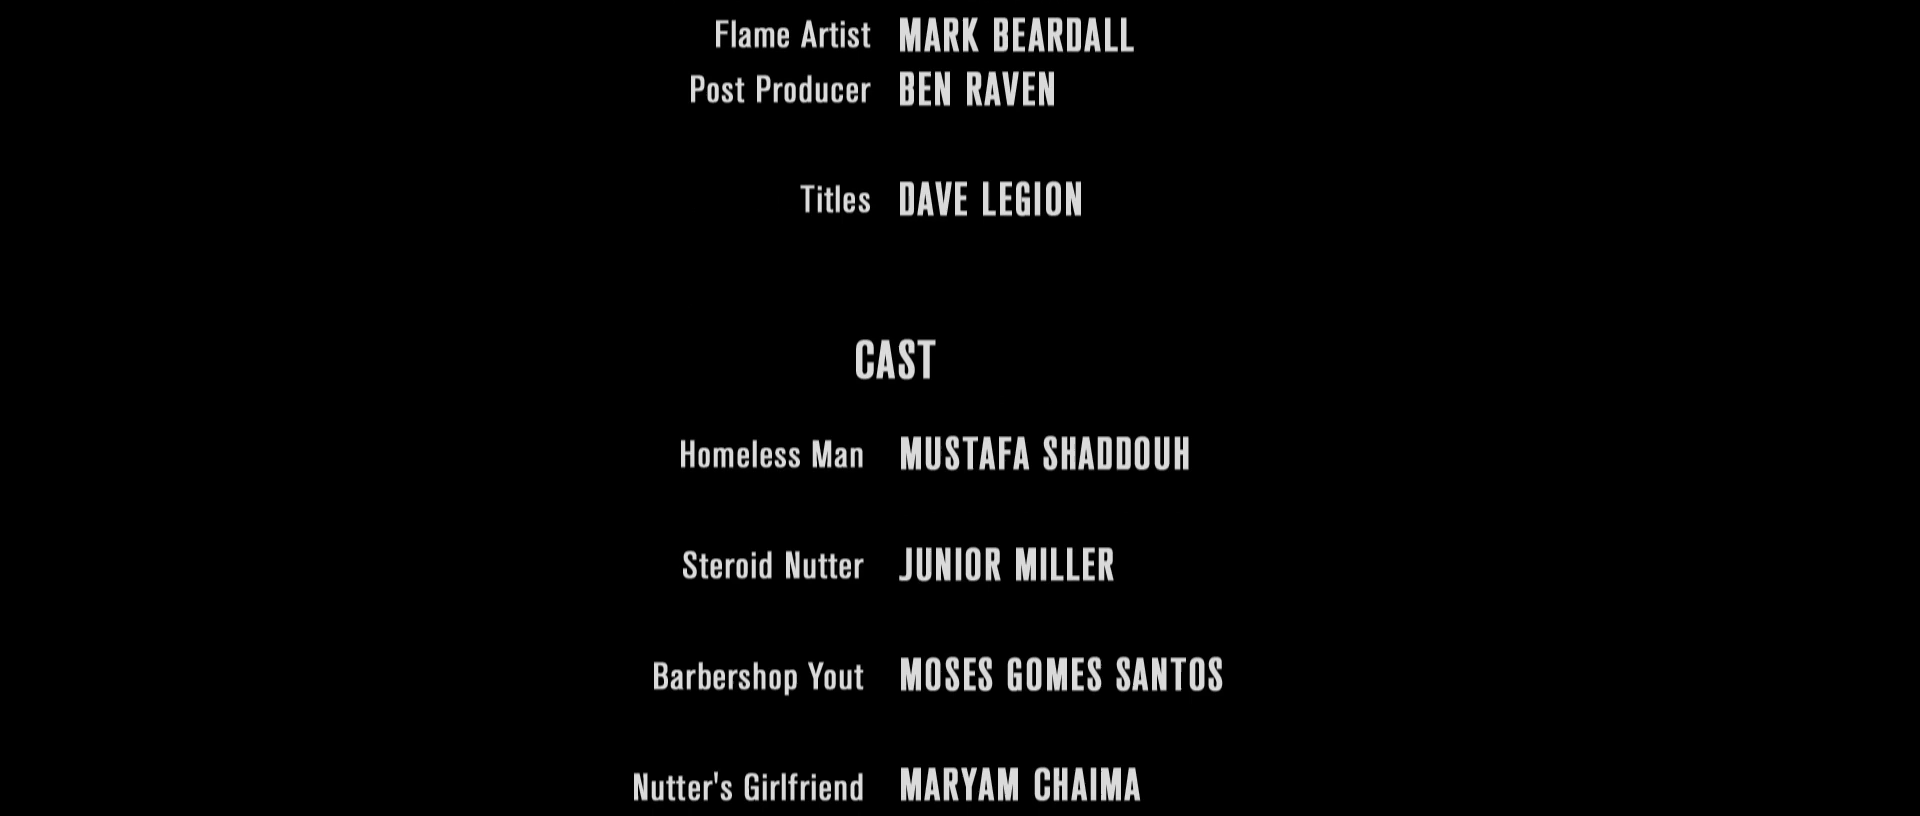 Flame Artist MARK BEARDALL
Post Producer BEN RAVEN
Titles DAVE LEGION
CAST
Homeless Man MUSTAFA SHADDOUH
Steroid Nutter JUNIOR MILLER
Barbershop Yout MOSES GOMES SANTOS
Nutter's Girlfriend MARYAM CHAIMA